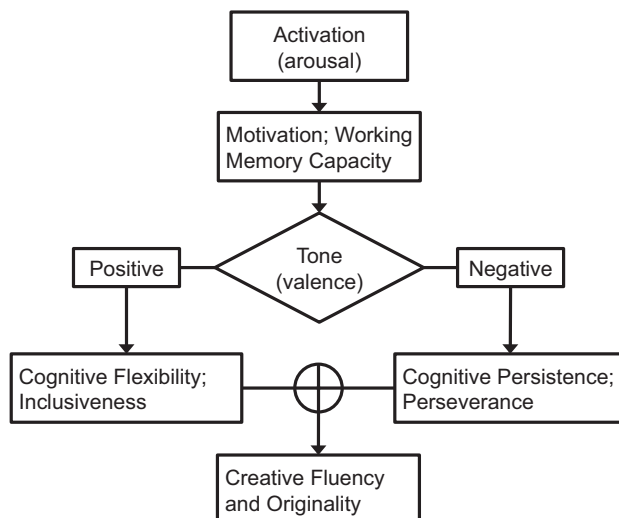 Activation
(arousal)
Motivation; Working
Memory Capacity
Tone
(valence)
Positive
Negative
Cognitive Flexibility;
Inclusiveness
Cognitive Persistence;
Perseverance
Creative Fluency
and Originality